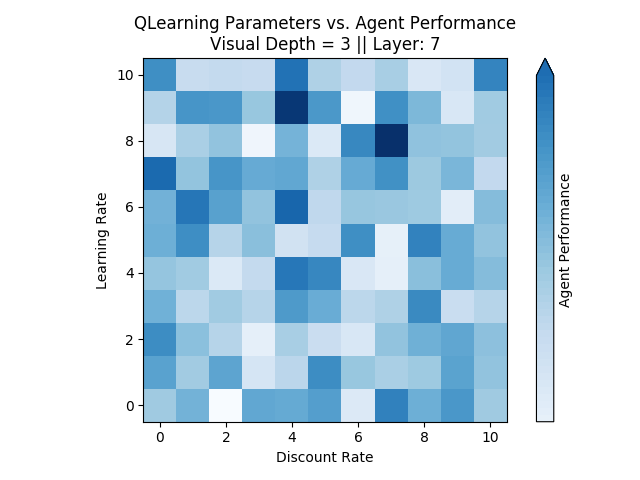 QLearning Parameters vs. Agent Performance
Visual Depth = 3 || Layer: 7
10
8
6
4
2
0
Learning Rate
0 2 4 6 8 10
Discount Rate
Agent Performance